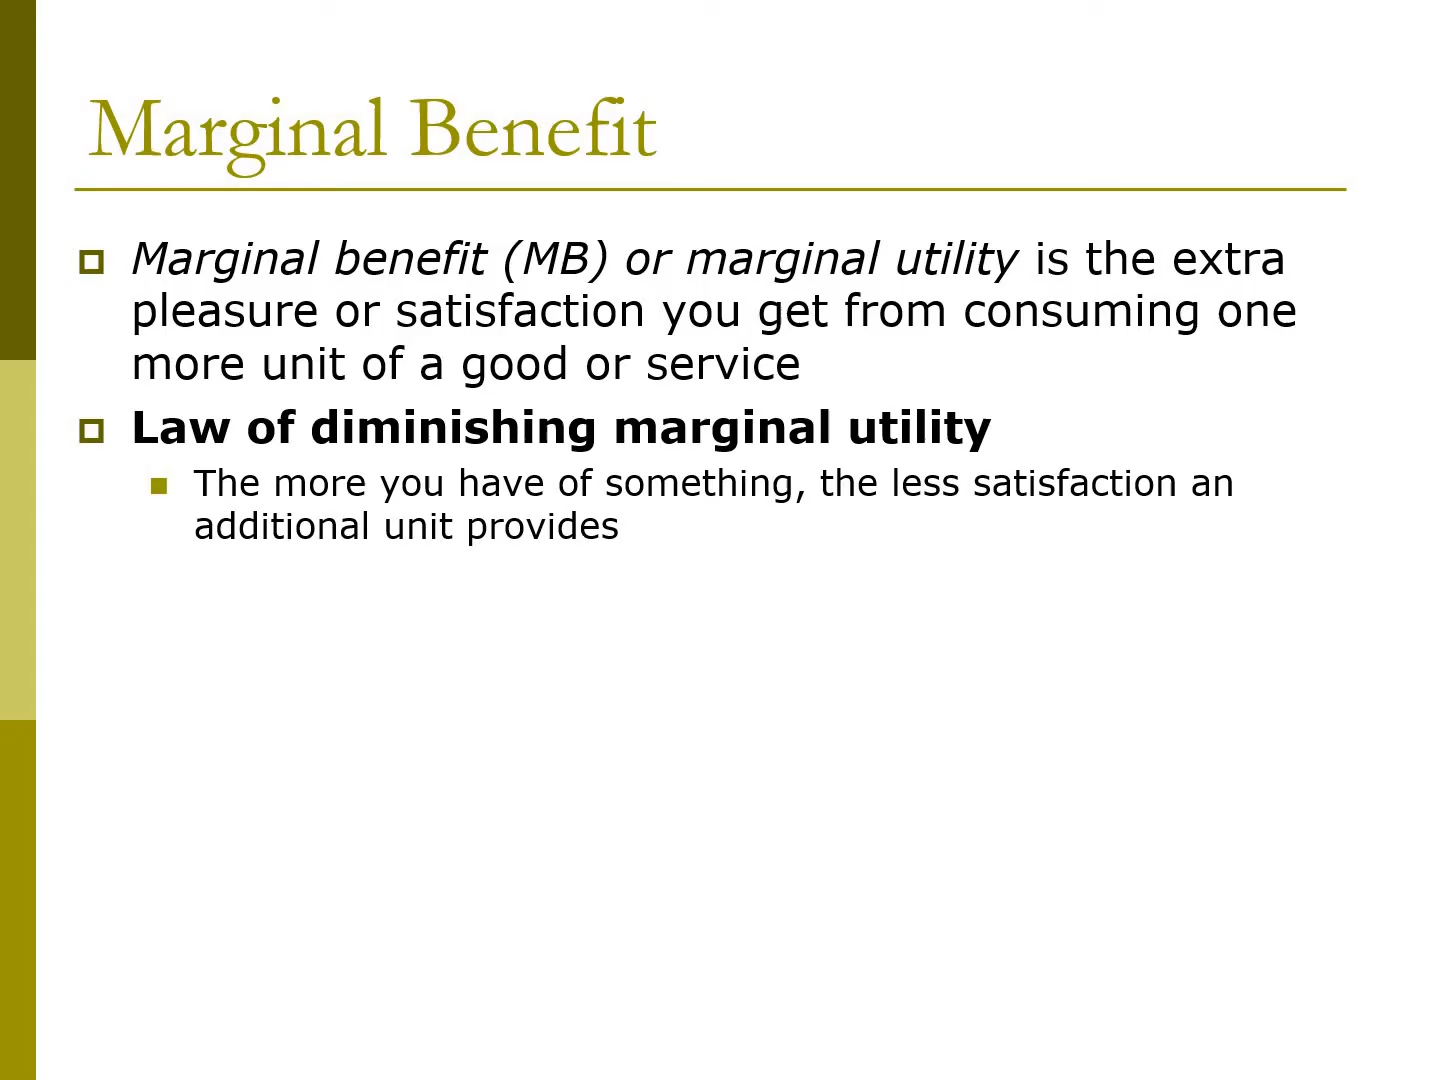 Marginal Benefit
Marginal benefit (MB) or marginal utility is the extra
pleasure or satisfaction you get from consuming one
more unit of a good or service
Law of diminishing marginal utility
The more you have of something, the less satisfaction an
additional unit provides